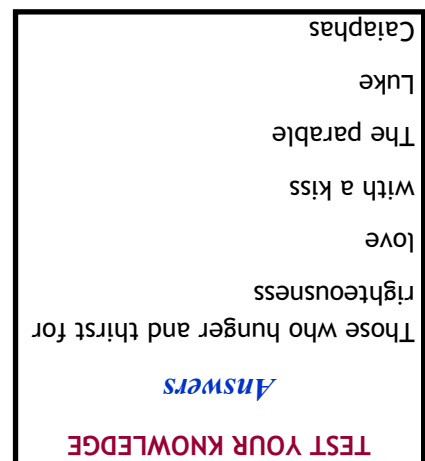 TEST YOUR KNOWLEDGE
Answers
Those who hunger and thirst for
righteousness
love
with a kiss
The parable
Luke
Caiaphas